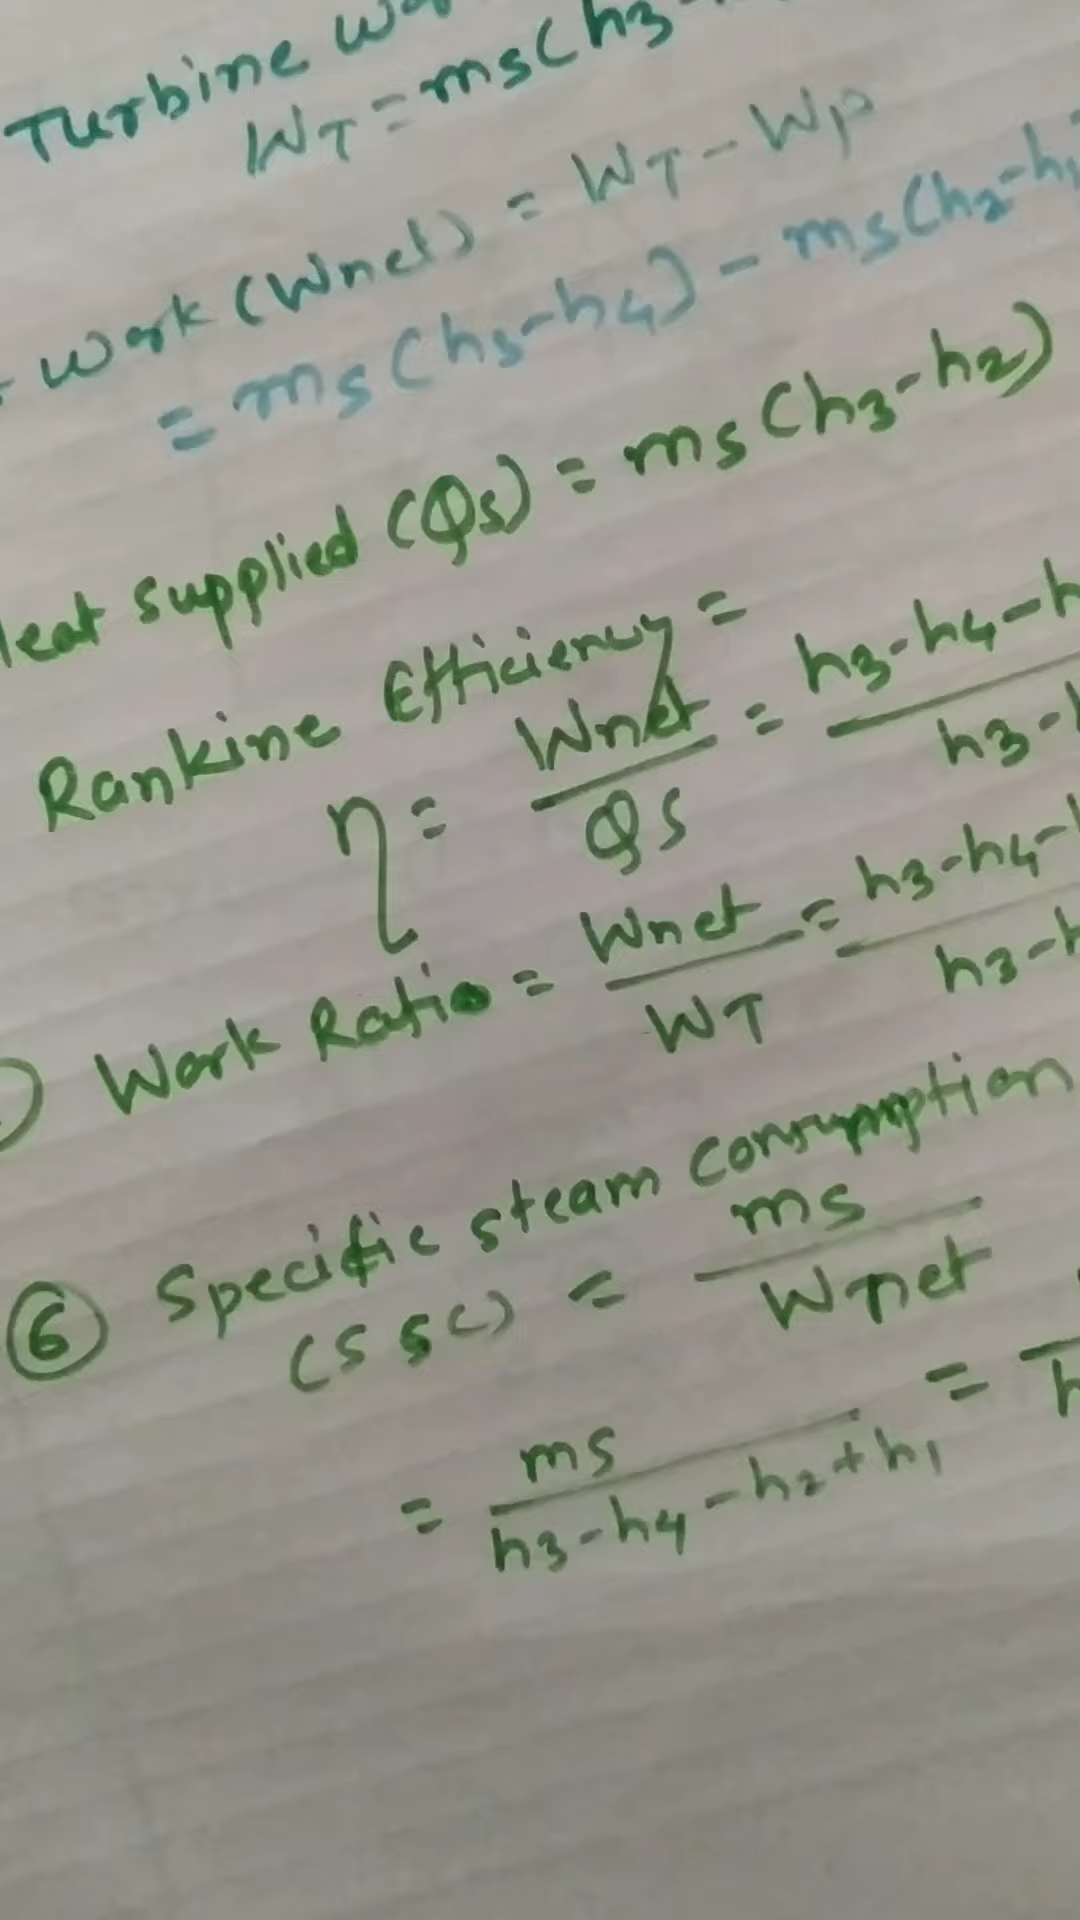 Turbine W
WT = ms(h3
Work (Wnet) = WT - WP
= ms(h3-h4) - ms(h2-h1
eat supplied (Qs) = ms(h3-h2)
Rankine Efficiency =
η = Wnet/Qs = h3-h4-h / h3-
Work Ratio = Wnet/WT = h3-h4- / h3-h
⑥ Specific steam consumption
(SSC) = ms/Wnet
= ms/h3-h4-h2+h1 = /h